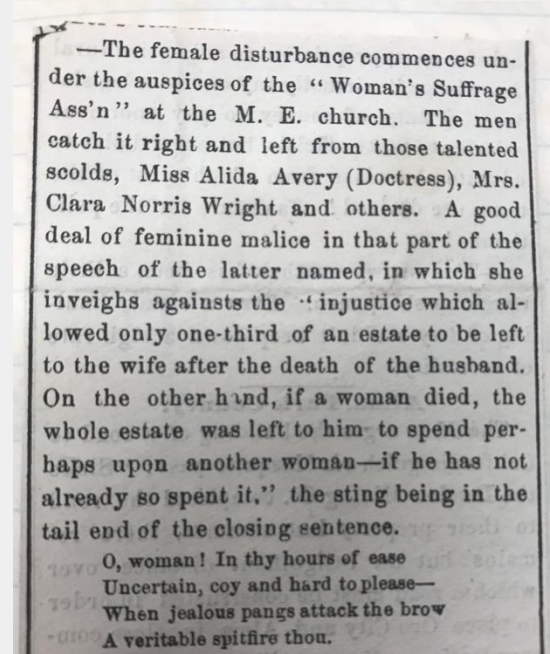 —The female disturbance commences un-
der the auspices of the “ Woman's Suffrage
Ass'n ” at the M. E. church. The men
catch it right and left from those talented
scolds, Miss Alida Avery (Doctress), Mrs.
Clara Norris Wright and others. A good
deal of feminine malice in that part of the
speech of the latter named, in which she
inveighs againsts the “ injustice which al-
lowed only one-third of an estate to be left
to the wife after the death of the husband.
On the other hand, if a woman died, the
whole estate was left to him to spend per-
haps upon another woman—if he has not
already so spent it.” the sting being in the
tail end of the closing sentence.
O, woman! In thy hours of ease
Uncertain, coy and hard to please—
When jealous pangs attack the brow
A veritable spitfire thou.